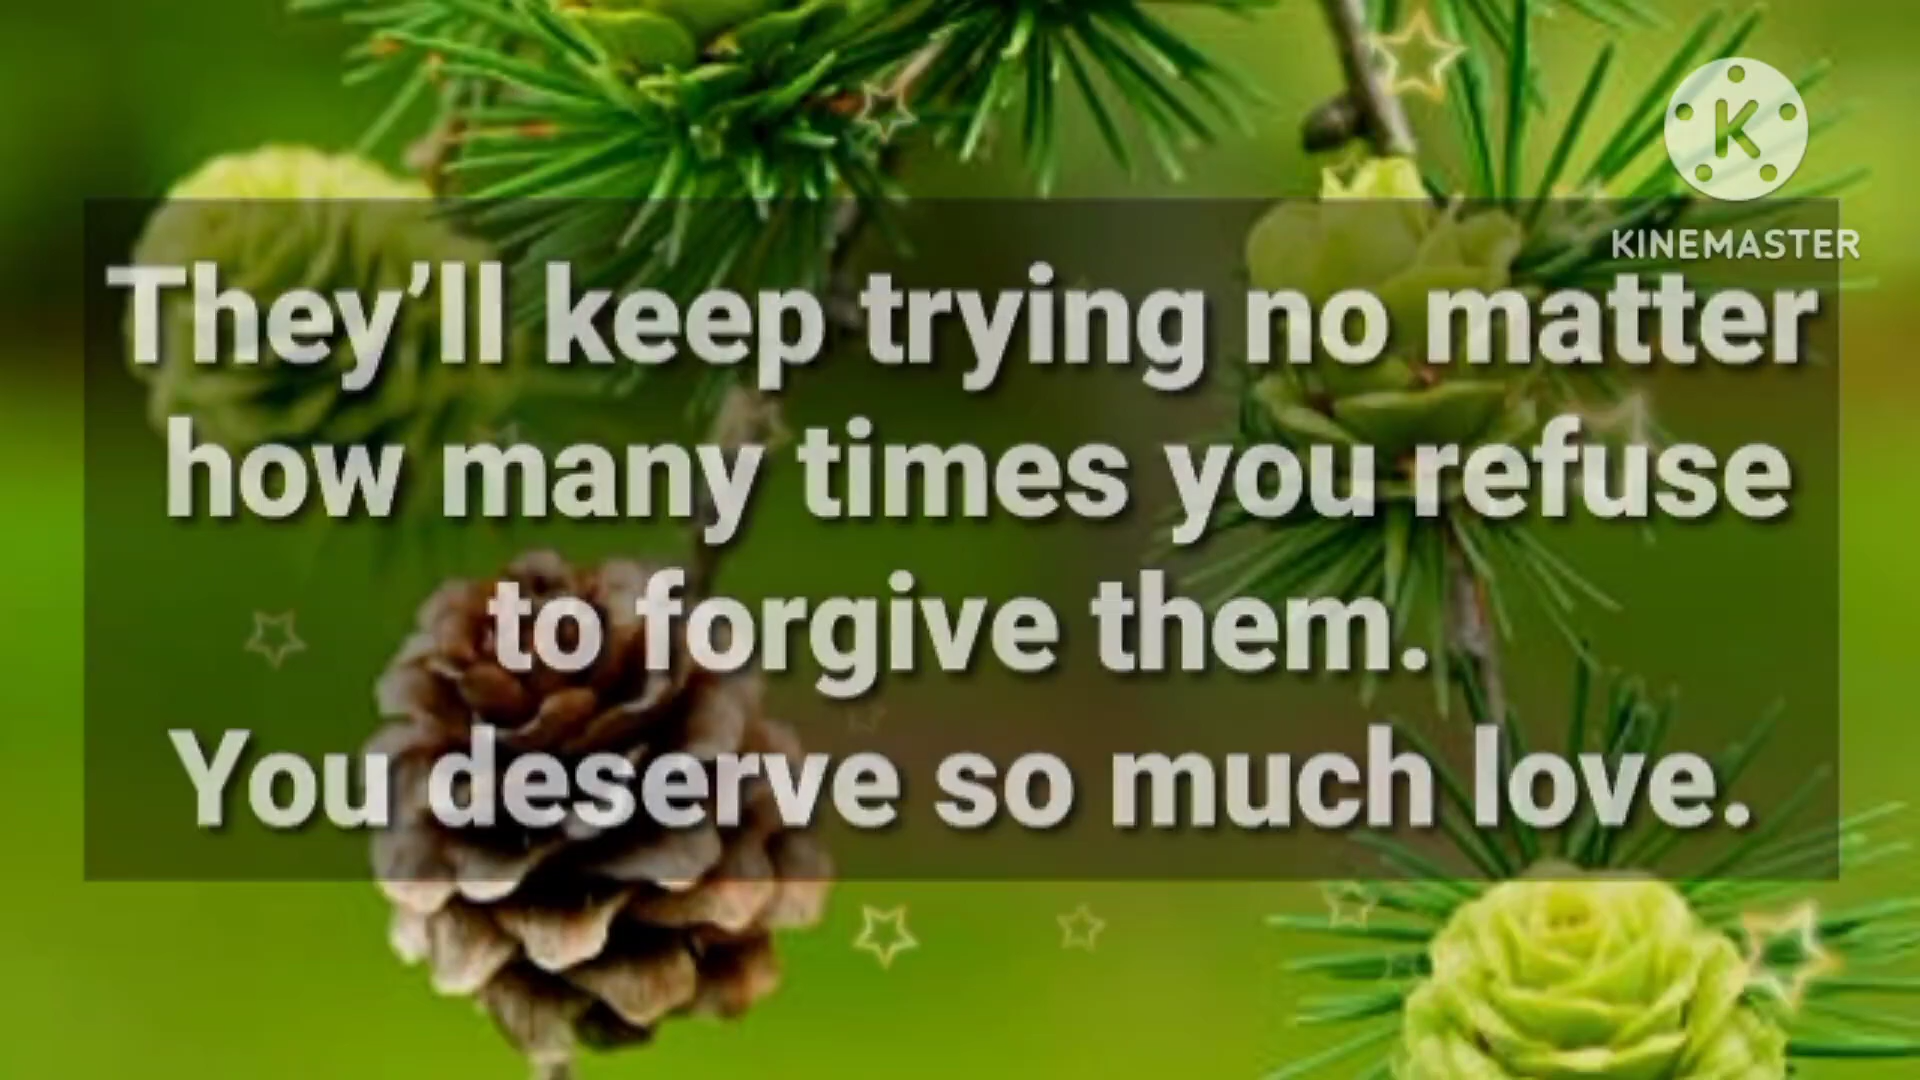 K
KINEMASTER
They’ll keep trying no matter
how many times you refuse
to forgive them.
You deserve so much love.